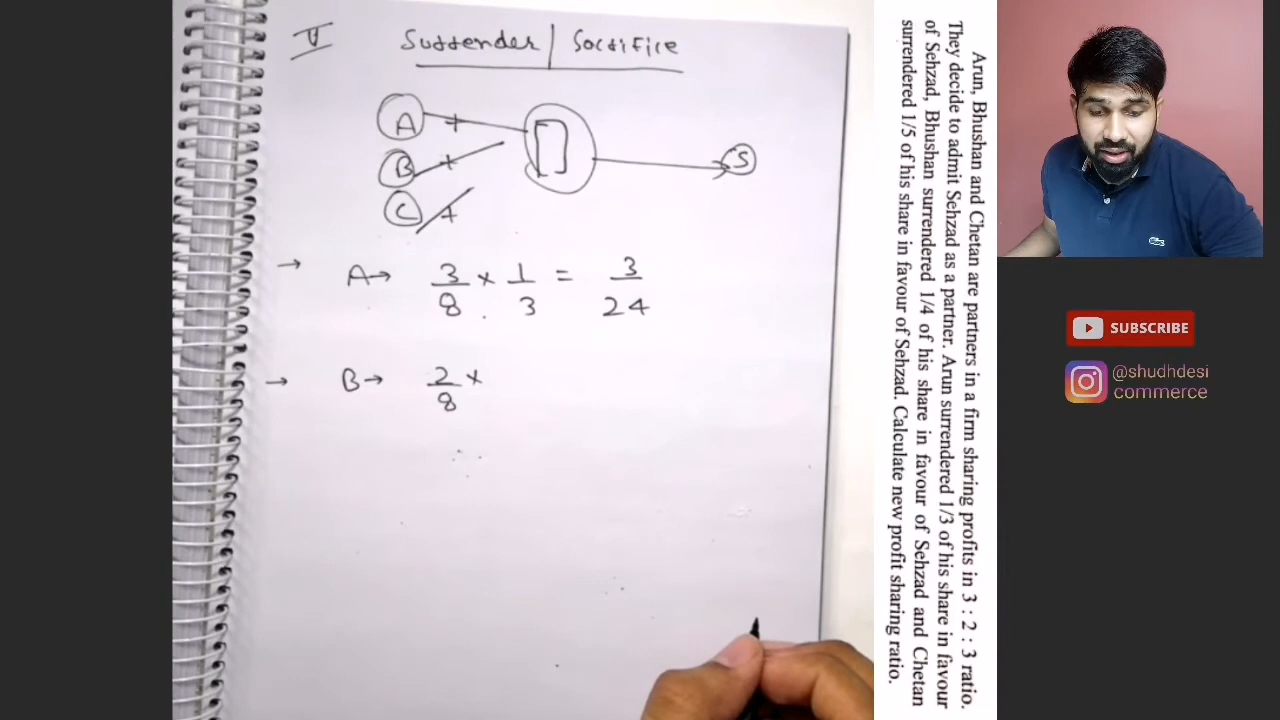 V
Surrender | Sacrifice
A
B
C
S
→ A→ 3/8 × 1/3 = 3/24
→ B→ 2/8 ×
Arun, Bhushan and Chetan are partners in a firm sharing profits in 3 : 2 : 3 ratio.
They decide to admit Sehzad as a partner. Arun surrendered 1/3 of his share in favour
of Sehzad, Bhushan surrendered 1/4 of his share in favour of Sehzad and Chetan
surrendered 1/5 of his share in favour of Sehzad. Calculate new profit sharing ratio.
SUBSCRIBE
@shudhdesi
commerce